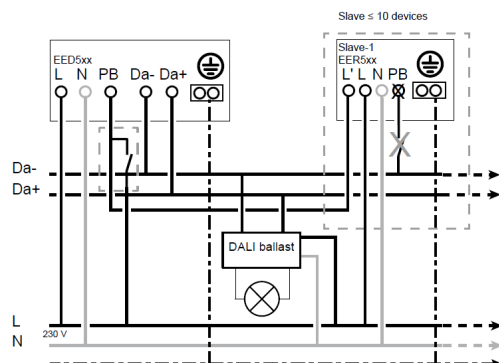 Slave ≤ 10 devices
EED5xx
L N PB Da- Da+
Slave-1
EER5xx
L' L N PB
Da-
Da+
DALI ballast
L
230 V
N